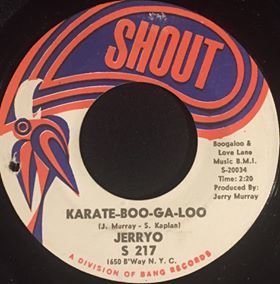 SHOUT
Boogaloo &
Love Lane
Music B.M.I.
S-20034
Time: 2:20
Produced By:
Jerry Murray
KARATE-BOO-GA-LOO
(J. Murray - S. Kaplan)
JERRYO
S 217
1650 B'WAY N.Y.C.
A DIVISION OF BANG RECORDS